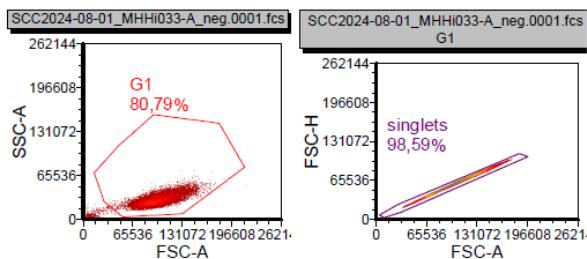 SCC2024-08-01_MHHi033-A_neg.0001.fcs
262144
196608
131072
65536
0
SSC-A
G1
80,79%
0
65536
131072
196608
26214
FSC-A
SCC2024-08-01_MHHi033-A_neg.0001.fcs
G1
262144
196608
131072
65536
0
FSC-H
singlets
98,59%
0
65536
131072
196608
26214
FSC-A